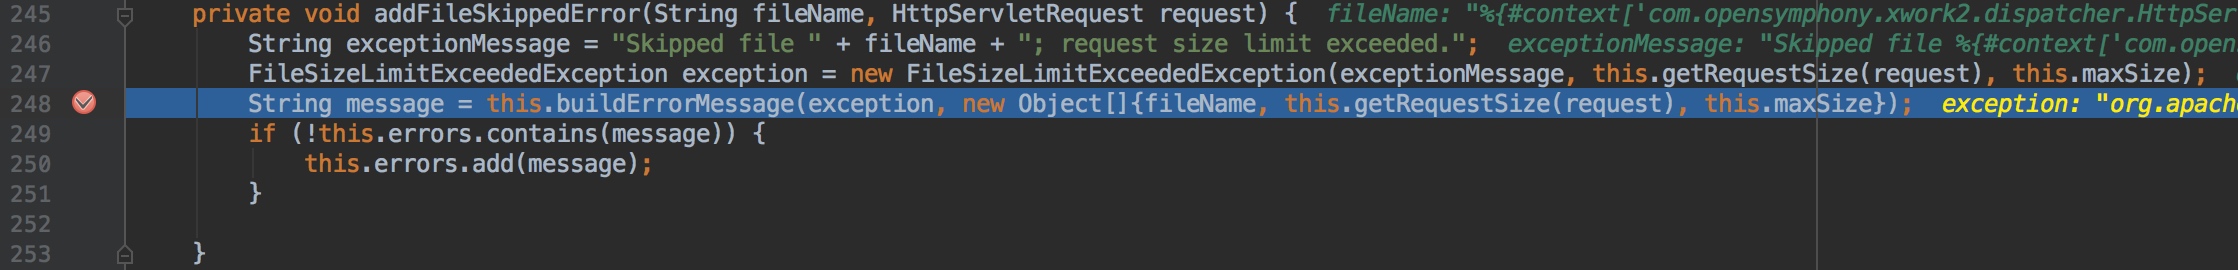 245 private void addFileSkippedError(String fileName, HttpServletRequest request) { fileName: "%{#context['com.opensymphony.xwork2.dispatcher.HttpSer
246 String exceptionMessage = "Skipped file " + fileName + "; request size limit exceeded."; exceptionMessage: "Skipped file %{#context['com.open
247 FileSizeLimitExceededException exception = new FileSizeLimitExceededException(exceptionMessage, this.getRequestSize(request), this.maxSize);
248 String message = this.buildErrorMessage(exception, new Object[]{fileName, this.getRequestSize(request), this.maxSize}); exception: "org.apach
249 if (!this.errors.contains(message)) {
250 this.errors.add(message);
251 }
252
253 }